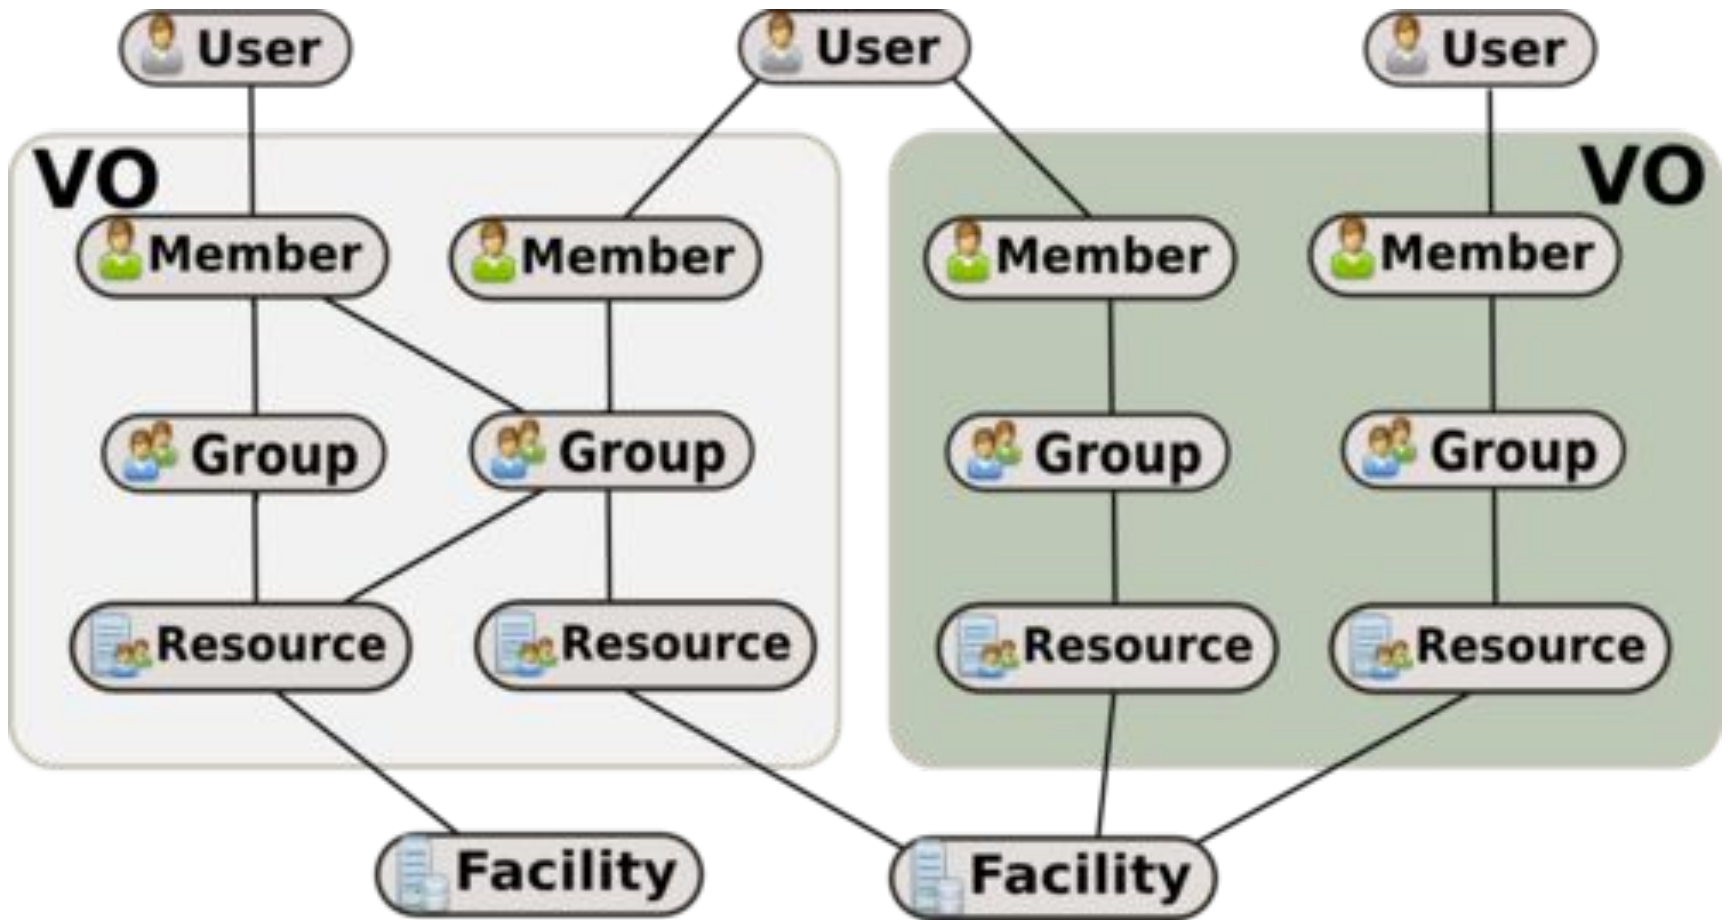 User
User
User
VO
VO
Member
Member
Member
Member
Group
Group
Group
Group
Resource
Resource
Resource
Resource
Facility
Facility